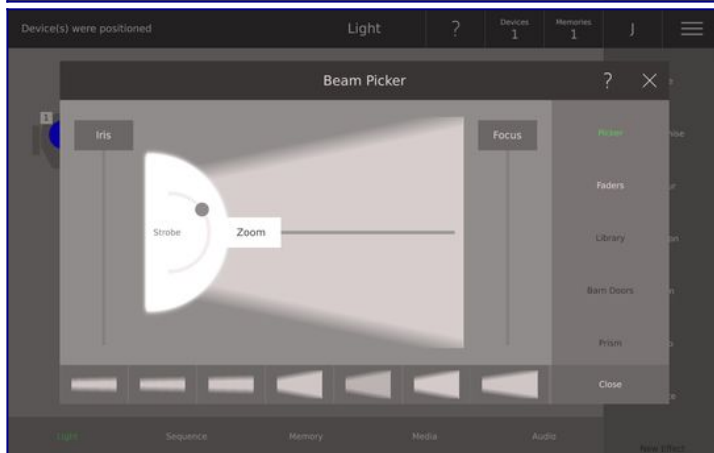 Device(s) were positioned
Light
?
Devices
1
Memories
1
J
Beam Picker
?
1
Iris
Focus
Picker
Faders
Strobe
Zoom
Library
Barn Doors
Prism
Close
Light
Sequence
Memory
Media
Audio
New Effect